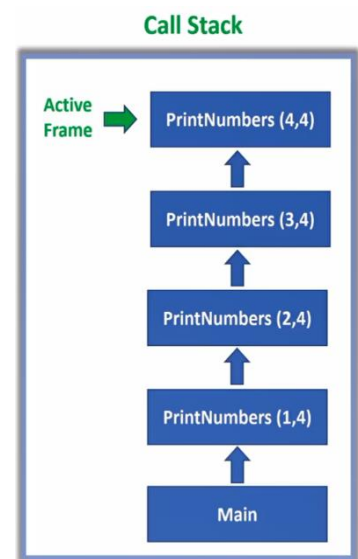 Call Stack
Active
Frame
PrintNumbers (4,4)
PrintNumbers (3,4)
PrintNumbers (2,4)
PrintNumbers (1,4)
Main